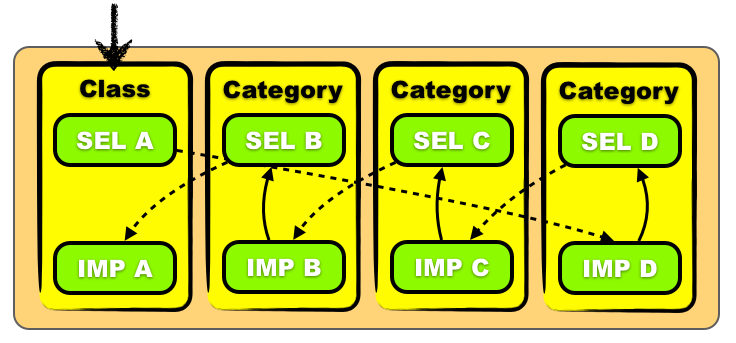 Class
Category
Category
Category
SEL A
SEL B
SEL C
SEL D
IMP A
IMP B
IMP C
IMP D